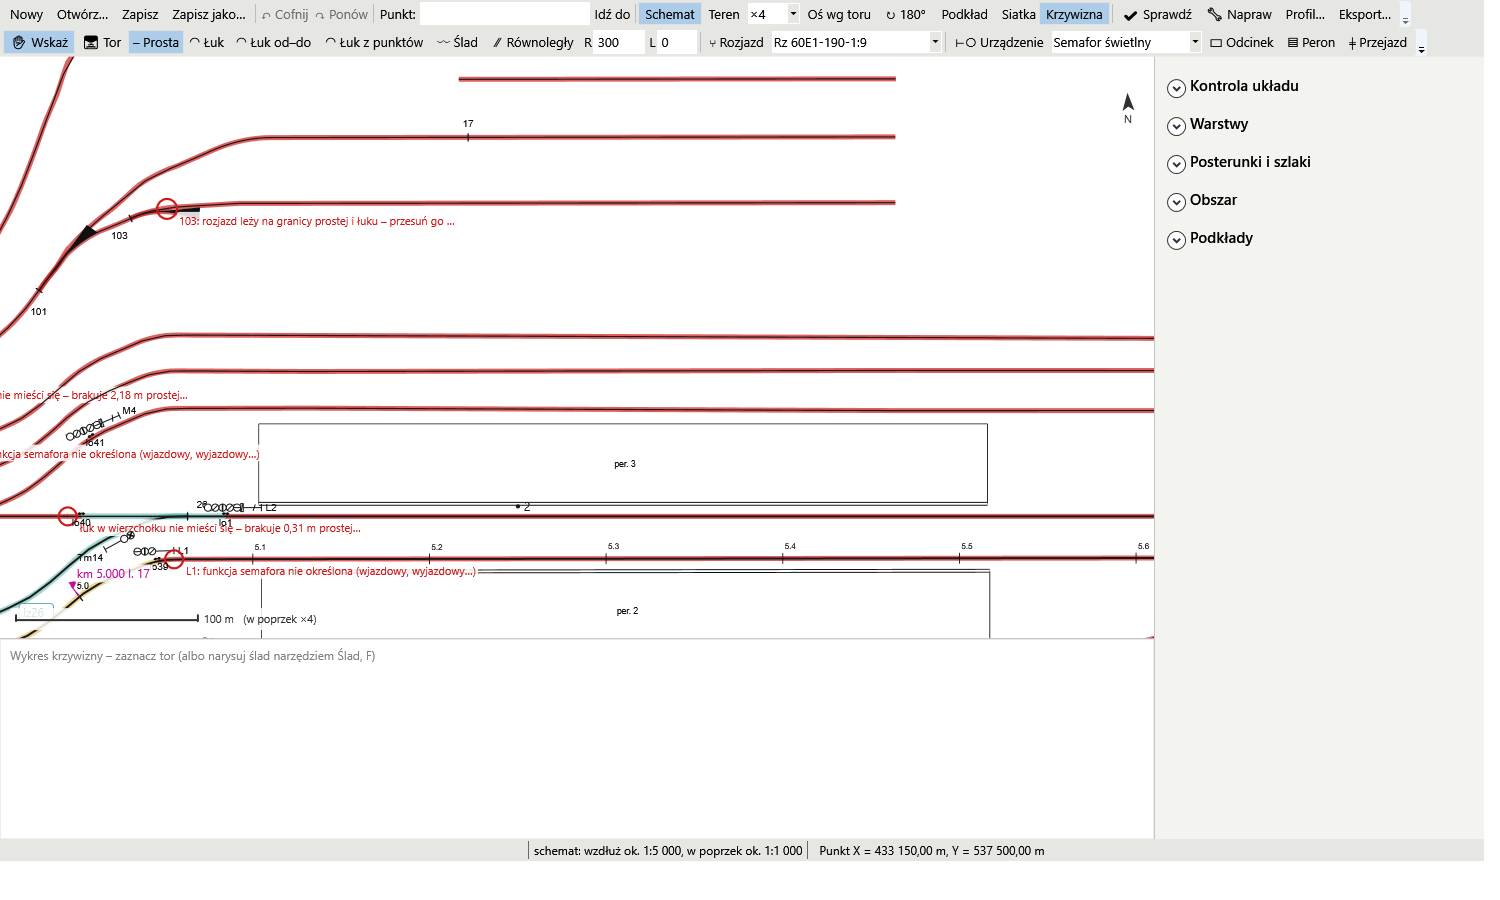 Nowy Otwórz... Zapisz Zapisz jako... Cofnij Ponów Punkt: Idź do Schemat Teren ×4 Oś wg toru ↻ 180° Podkład Siatka Krzywizna Sprawdź Napraw Profil... Eksport...
Wskaż Tor – Prosta Łuk Łuk od–do Łuk z punktów Ślad Równoległy R 300 L 0 Rozjazd Rz 60E1-190-1:9 Urządzenie Semafor świetlny Odcinek Peron Przejazd
Kontrola układu
Warstwy
Posterunki i szlaki
Obszar
Podkłady
N
17
103: rozjazd leży na granicy prostej i łuku – przesuń go ...
103
101
nie mieści się – brakuje 2,18 m prostej...
M4
funkcja semafora nie określona (wjazdowy, wyjazdowy...)
per. 3
L2
2
łuk w wierzchołku nie mieści się – brakuje 0,31 m prostej...
Tm14
L1
5.1 5.2 5.3 5.4 5.5 5.6
L1: funkcja semafora nie określona (wjazdowy, wyjazdowy...)
km 5.000 l. 17
5.0
per. 2
Iz26
100 m (w poprzek ×4)
Wykres krzywizny – zaznacz tor (albo narysuj ślad narzędziem Ślad, F)
schemat: wzdłuż ok. 1:5 000, w poprzek ok. 1:1 000 Punkt X = 433 150,00 m, Y = 537 500,00 m